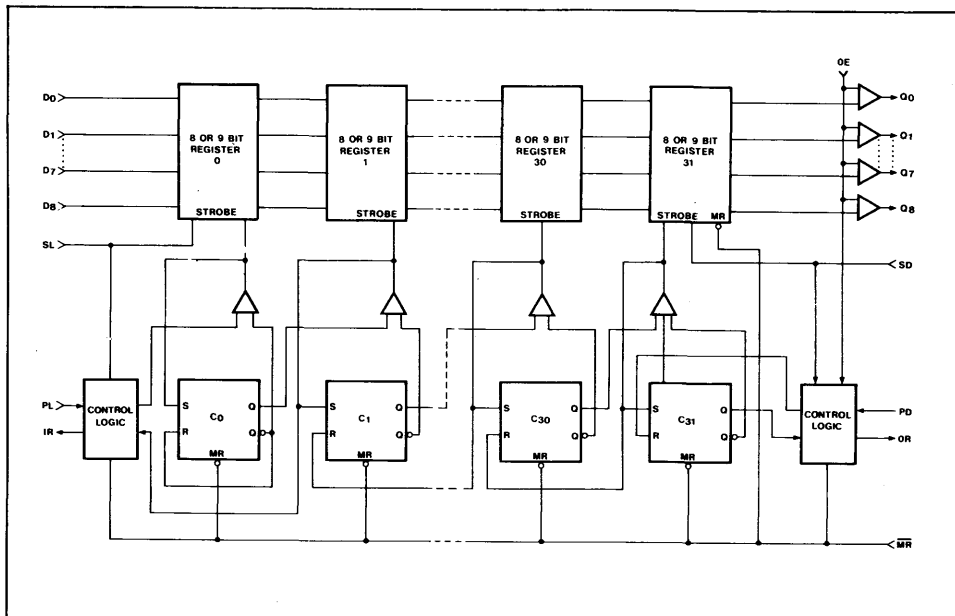 OE
D0
Q0
D1
8 OR 9 BIT
REGISTER
0
8 OR 9 BIT
REGISTER
1
8 OR 9 BIT
REGISTER
30
8 OR 9 BIT
REGISTER
31
Q1
D7
Q7
D8
STROBE
STROBE
STROBE
STROBE
MR
Q8
SL
SD
PL
IR
CONTROL
LOGIC
S
C0
Q
R
Q
MR
S
C1
Q
R
Q
MR
S
C30
Q
R
Q
MR
S
C31
Q
R
Q
MR
CONTROL
LOGIC
PD
OR
MR